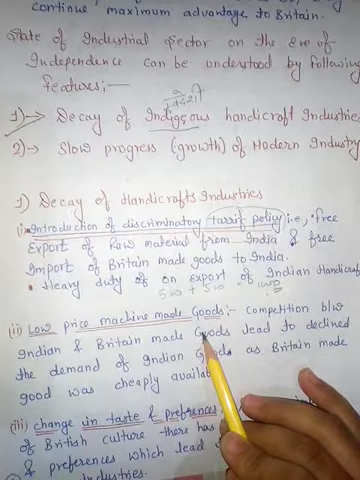 continue, maximum advantage to Britain.
State of Industrial Sector on the eve of
Independence can be understood by following
features:-
स्वदेशी
1)→ Decay of Indigeous handicraft Industries
2)→ Slow progress (growth) of Modern Industry
1) Decay of Handicrafts Industries
(i) Introduction of discriminatory tarrif policy i.e., free
Export of Raw material from India & free
Import of Britain made goods to India.
• Heavy duty of on export of Indian Handicraft
500 + 500 = 1000
(ii) Low price machine made Goods:- Competition b/w
Indian & Britain made Goods lead to declined
the demand of Indian Goods as Britain made
good was cheaply
(iii) change in taste & preferences
of British culture there has
& preferences which lead
Industries.